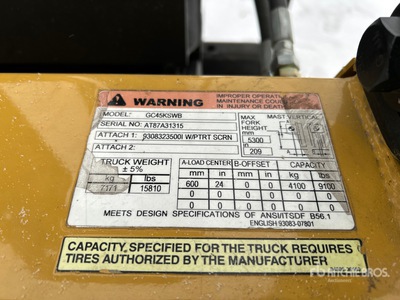 WARNING
IMPROPER OPERATI
MAINTENANCE COU
IN INJURY OR DEATH
MODEL: GC45KSWB
SERIAL NO: AT87A31315
ATTACH 1: 9308323500I W/PTRT SCRN
ATTACH 2:
MAX FORK HEIGHT MAST VERTICAL
mm
5300
in
209
TRUCK WEIGHT A-LOAD CENTER B-OFFSET CAPACITY
± 5%
kg lbs mm in mm in kg lbs
7171 15810 600 24 0 0 4100 9100
0 0 0 0 0 0
0 0 0 0 0 0
MEETS DESIGN SPECIFICATIONS OF ANSI/ITSDF B56.1
ENGLISH 93083-07801
CAPACITY, SPECIFIED FOR THE TRUCK REQUIRES
TIRES AUTHORIZED BY THE MANUFACTURER
RITCHIE BROS.